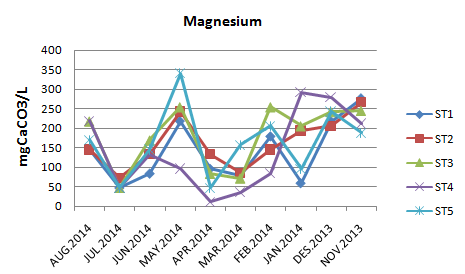 Magnesium
mgCaCO3/L
400
350
300
250
200
150
100
50
0
AUG.2014
JUL.2014
JUN.2014
MAY.2014
APR.2014
MAR.2014
FEB.2014
JAN.2014
DES.2013
NOV.2013
ST1
ST2
ST3
ST4
ST5